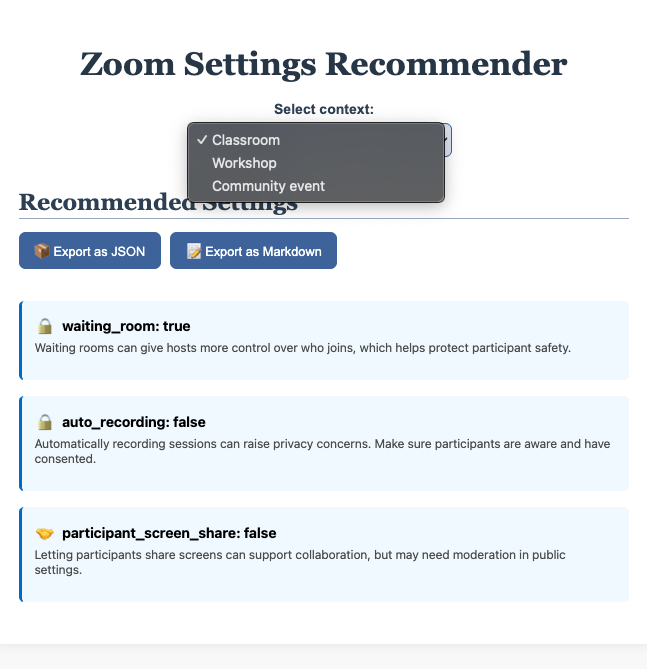 Zoom Settings Recommender
Select context:
✓ Classroom
Workshop
Community event
Recommended Settings
📦 Export as JSON
📝 Export as Markdown
🔒 waiting_room: true
Waiting rooms can give hosts more control over who joins, which helps protect participant safety.
🔒 auto_recording: false
Automatically recording sessions can raise privacy concerns. Make sure participants are aware and have
consented.
🤝 participant_screen_share: false
Letting participants share screens can support collaboration, but may need moderation in public
settings.